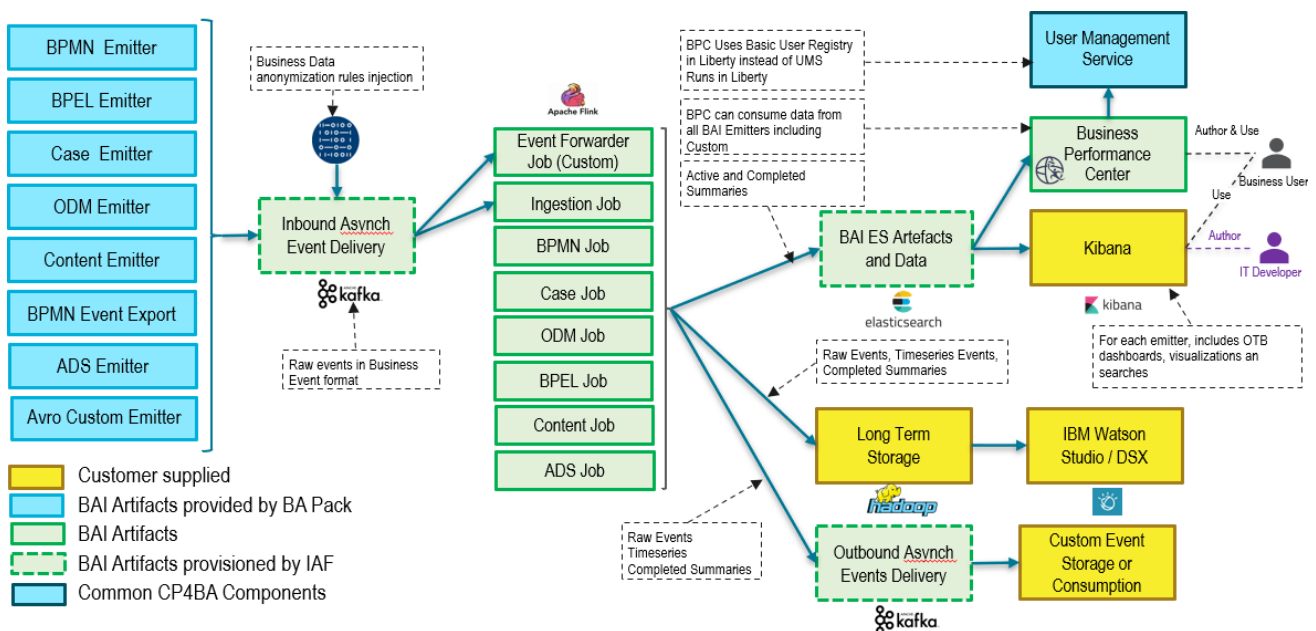 BPMN  Emitter
BPEL Emitter
Case  Emitter
ODM Emitter
Content Emitter
BPMN Event Export
ADS Emitter
Avro Custom Emitter
Customer supplied
BAI Artifacts provided by BA Pack
BAI Artifacts
BAI Artifacts provisioned by IAF
Common CP4BA Components
Business Data
anonymization rules injection
Inbound Asynch
Event Delivery
kafka
Raw events in Business
Event format
Apache Flink
Event Forwarder
Job (Custom)
Ingestion Job
BPMN Job
Case Job
ODM Job
BPEL Job
Content Job
ADS Job
BPC Uses Basic User Registry
in Liberty instead of UMS
Runs in Liberty
BPC can consume data from
all BAI Emitters including
Custom
Active and Completed
Summaries
BAI ES Artefacts
and Data
elasticsearch
Raw Events, Timeseries Events,
Completed Summaries
Long Term
Storage
hadoop
Raw Events
Timeseries
Completed Summaries
Outbound Asynch
Events Delivery
kafka
User Management
Service
Business
Performance
Center
Author & Use
Business User
Use
Kibana
Author
IT Developer
kibana
For each emitter, includes OTB
dashboards, visualizations an
searches
IBM Watson
Studio / DSX
Custom Event
Storage or
Consumption